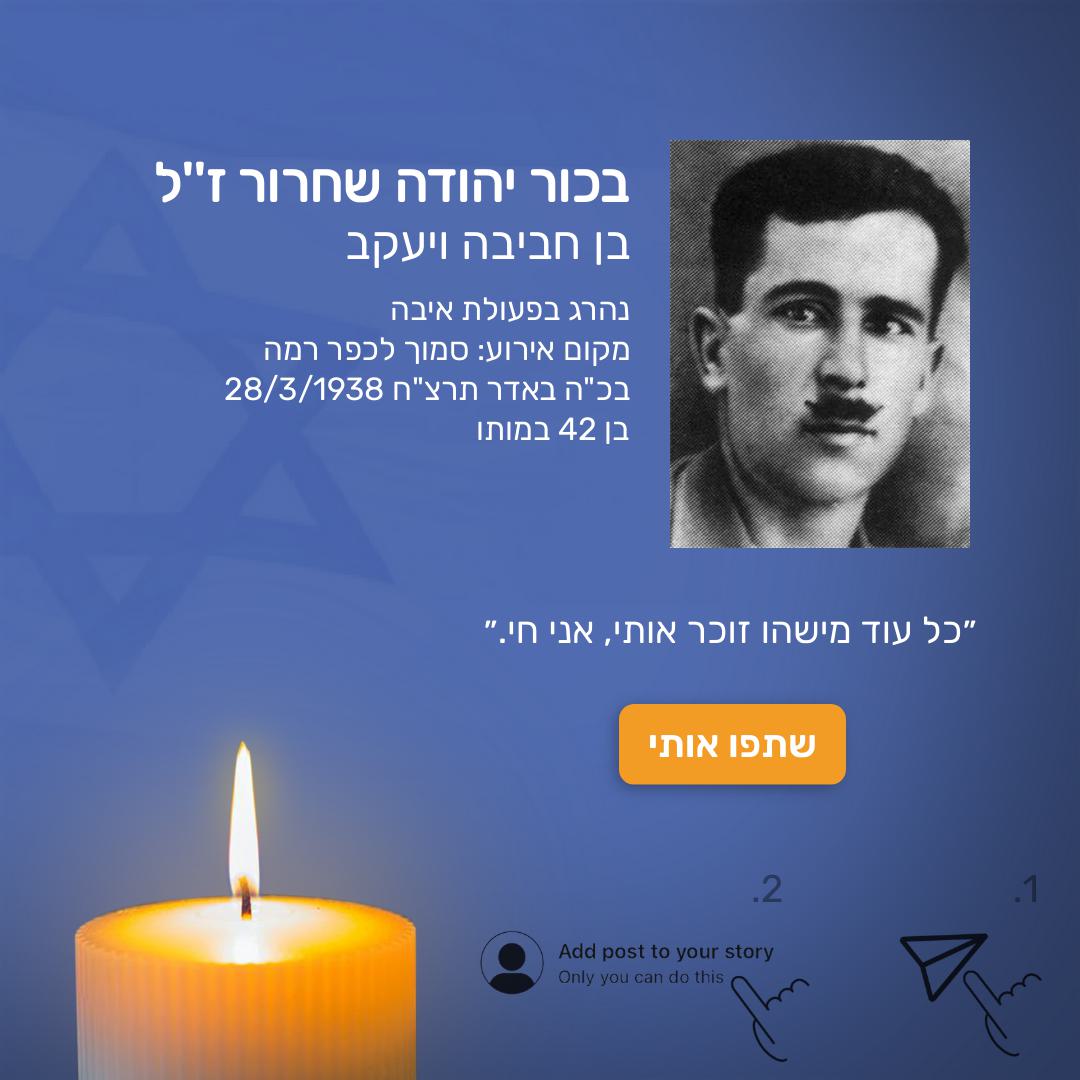 בכור יהודה שחרור ז"ל
בן חביבה ויעקב
נהרג בפעולת איבה
מקום אירוע: סמוך לכפר רמה
בכ"ה באדר תרצ"ח 28/3/1938
בן 42 במותו
״כל עוד מישהו זוכר אותי, אני חי.״
שתפו אותי
1.
2.
Add post to your story
Only you can do this